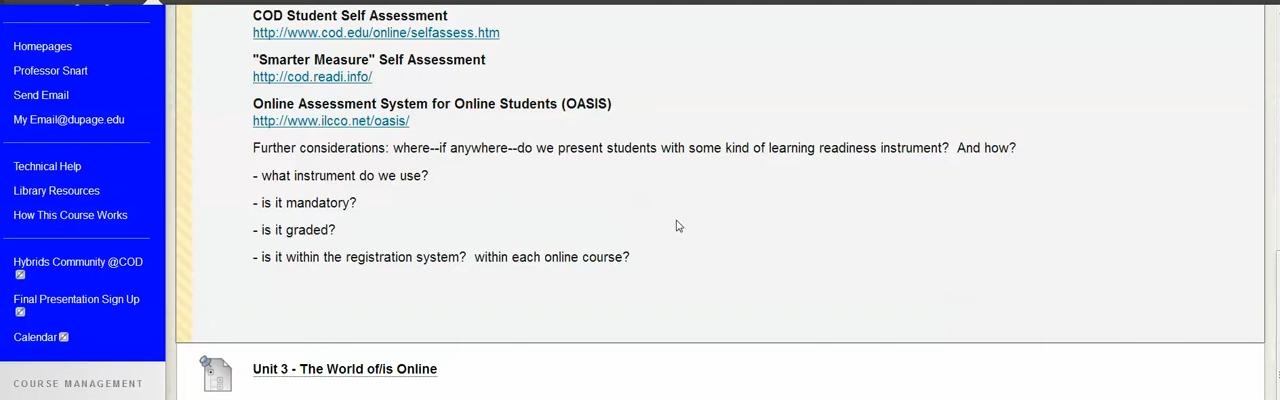 Homepages
Professor Snart
Send Email
My Email@dupage.edu
Technical Help
Library Resources
How This Course Works
Hybrids Community @COD
Final Presentation Sign Up
Calendar
COURSE MANAGEMENT
COD Student Self Assessment
http://www.cod.edu/online/selfassess.htm
"Smarter Measure" Self Assessment
http://cod.readi.info/
Online Assessment System for Online Students (OASIS)
http://www.ilcco.net/oasis/
Further considerations: where--if anywhere--do we present students with some kind of learning readiness instrument?  And how?
- what instrument do we use?
- is it mandatory?
- is it graded?
- is it within the registration system?  within each online course?
Unit 3 - The World of/is Online